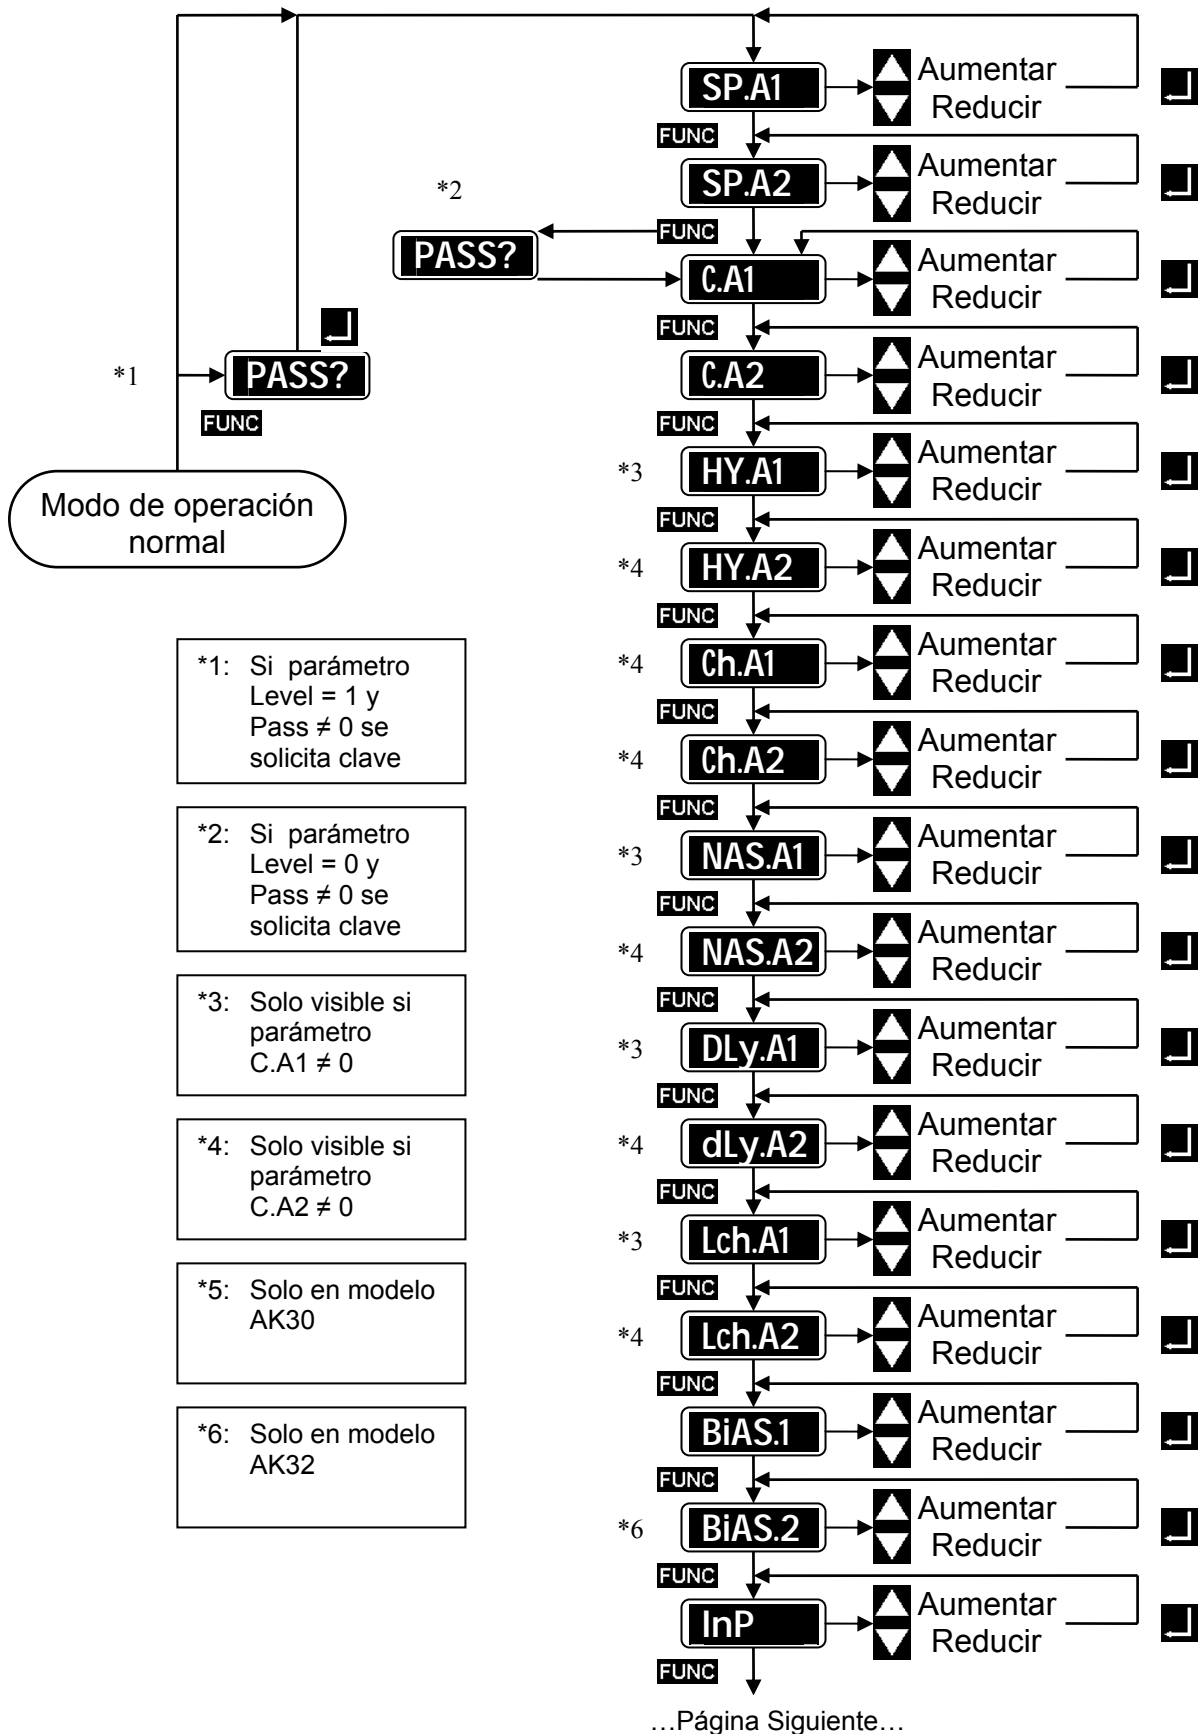 SP.A1
Aumentar
Reducir
FUNC
SP.A2
Aumentar
Reducir
*2
FUNC
PASS?
C.A1
Aumentar
Reducir
FUNC
*1
PASS?
FUNC
C.A2
Aumentar
Reducir
FUNC
Modo de operación
normal
*3
HY.A1
Aumentar
Reducir
FUNC
*4
HY.A2
Aumentar
Reducir
FUNC
*4
Ch.A1
Aumentar
Reducir
FUNC
*4
Ch.A2
Aumentar
Reducir
FUNC
*3
NAS.A1
Aumentar
Reducir
FUNC
*4
NAS.A2
Aumentar
Reducir
FUNC
*3
DLy.A1
Aumentar
Reducir
FUNC
*4
dLy.A2
Aumentar
Reducir
FUNC
*3
Lch.A1
Aumentar
Reducir
FUNC
*4
Lch.A2
Aumentar
Reducir
FUNC
BiAS.1
Aumentar
Reducir
FUNC
*6
BiAS.2
Aumentar
Reducir
FUNC
InP
Aumentar
Reducir
FUNC
*1: Si parámetro
Level = 1 y
Pass ≠ 0 se
solicita clave
*2: Si parámetro
Level = 0 y
Pass ≠ 0 se
solicita clave
*3: Solo visible si
parámetro
C.A1 ≠ 0
*4: Solo visible si
parámetro
C.A2 ≠ 0
*5: Solo en modelo
AK30
*6: Solo en modelo
AK32
…Página Siguiente…